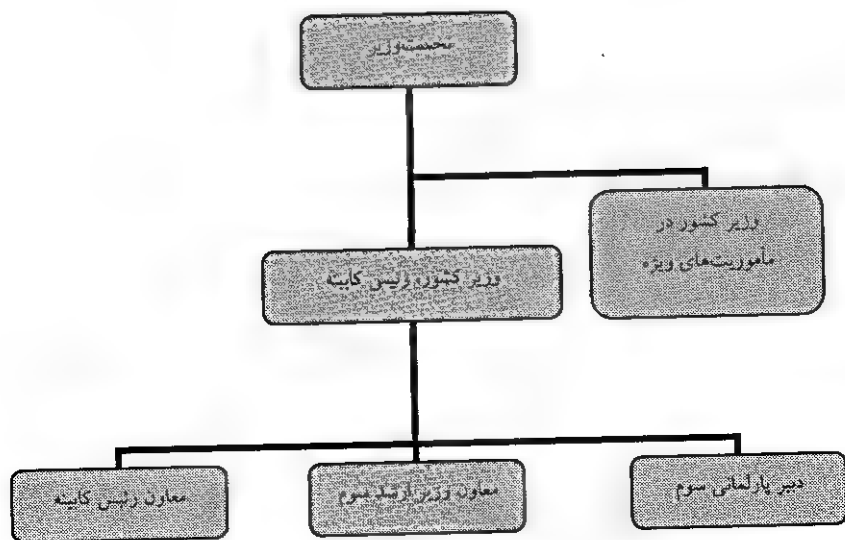 نخست‌وزیر
وزیر کشور در
مأموریت‌های ویژه
وزیر کشور، رئیس کابینه
دبیر پارلمانی سوم
معاون وزیر ارشد سوم
معاون رئیس کابینه